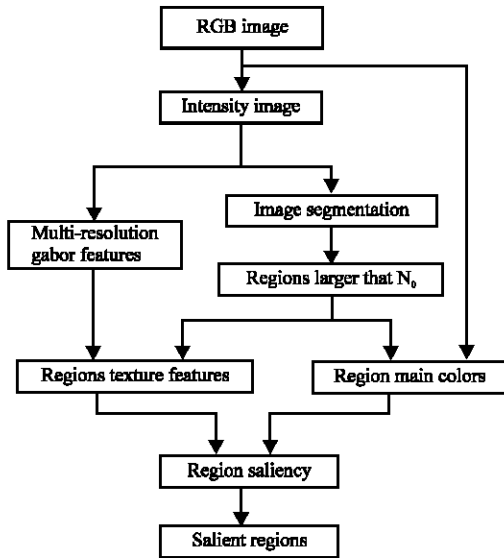 RGB image
Intensity image
Image segmentation
Multi-resolution
gabor features
Regions larger that N₀
Regions texture features
Region main colors
Region saliency
Salient regions